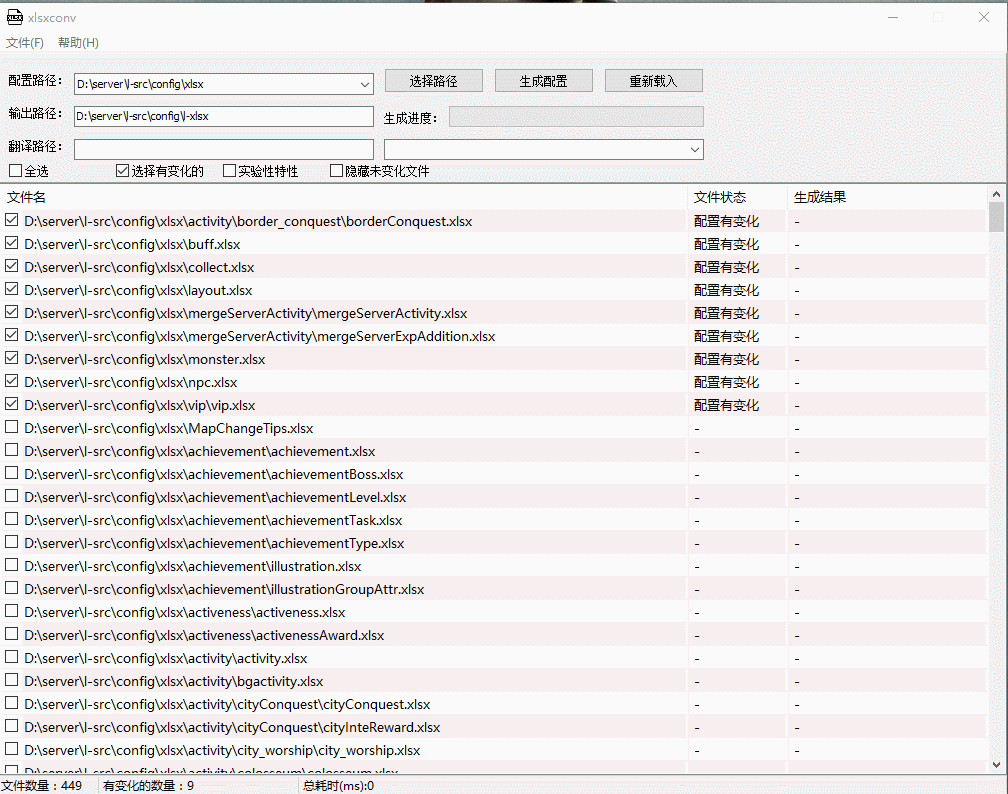 xlsxconv
文件(F) 帮助(H)
配置路径： D:\server\l-src\config\xlsx 选择路径 生成配置 重新载入
输出路径： D:\server\l-src\config\l-xlsx 生成进度：
翻译路径：
全选 选择有变化的 实验性特性 隐藏未变化文件
文件名 文件状态 生成结果
D:\server\l-src\config\xlsx\activity\border_conquest\borderConquest.xlsx 配置有变化 -
D:\server\l-src\config\xlsx\buff.xlsx 配置有变化 -
D:\server\l-src\config\xlsx\collect.xlsx 配置有变化 -
D:\server\l-src\config\xlsx\layout.xlsx 配置有变化 -
D:\server\l-src\config\xlsx\mergeServerActivity\mergeServerActivity.xlsx 配置有变化 -
D:\server\l-src\config\xlsx\mergeServerActivity\mergeServerExpAddition.xlsx 配置有变化 -
D:\server\l-src\config\xlsx\monster.xlsx 配置有变化 -
D:\server\l-src\config\xlsx\npc.xlsx 配置有变化 -
D:\server\l-src\config\xlsx\vip\vip.xlsx 配置有变化 -
D:\server\l-src\config\xlsx\MapChangeTips.xlsx - -
D:\server\l-src\config\xlsx\achievement\achievement.xlsx - -
D:\server\l-src\config\xlsx\achievement\achievementBoss.xlsx - -
D:\server\l-src\config\xlsx\achievement\achievementLevel.xlsx - -
D:\server\l-src\config\xlsx\achievement\achievementTask.xlsx - -
D:\server\l-src\config\xlsx\achievement\achievementType.xlsx - -
D:\server\l-src\config\xlsx\achievement\illustration.xlsx - -
D:\server\l-src\config\xlsx\achievement\illustrationGroupAttr.xlsx - -
D:\server\l-src\config\xlsx\activeness\activeness.xlsx - -
D:\server\l-src\config\xlsx\activeness\activenessAward.xlsx - -
D:\server\l-src\config\xlsx\activity\activity.xlsx - -
D:\server\l-src\config\xlsx\activity\bgactivity.xlsx - -
D:\server\l-src\config\xlsx\activity\cityConquest\cityConquest.xlsx - -
D:\server\l-src\config\xlsx\activity\cityConquest\cityInteReward.xlsx - -
D:\server\l-src\config\xlsx\activity\city_worship\city_worship.xlsx - -
D:\server\l-src\config\xlsx\activity\colosseum\colosseum.xlsx
文件数量：449 有变化的数量：9 总耗时(ms):0